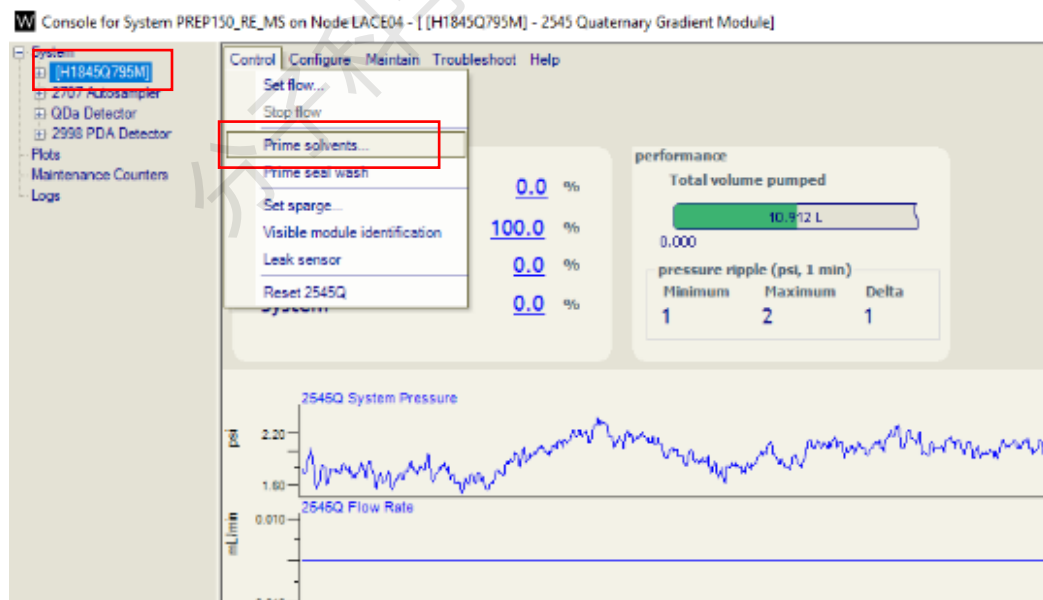 Console for System PREP150_RE_MS on Node LACE04 - [ [H1845Q795M] - 2545 Quaternary Gradient Module]
System
[H1845Q795M]
2707 Autosampler
QDa Detector
2998 PDA Detector
Plots
Maintenance Counters
Logs
Control Configure Maintain Troubleshoot Help
Set flow...
Stop flow
Prime solvents...
Prime seal wash
Set sparge...
Visible module identification
Leak sensor
Reset 2545Q
System
0.0 %
100.0 %
0.0 %
0.0 %
performance
Total volume pumped
10.912 L
0.000
pressure ripple (psi, 1 min)
Minimum Maximum Delta
1 2 1
2545Q System Pressure
psi
2.20
1.60
2545Q Flow Rate
mL/min
0.010